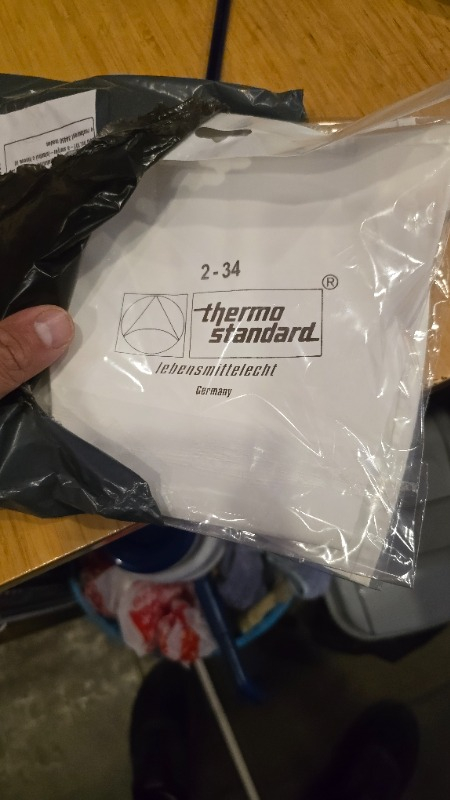 2-34
®
thermo
standard
lebensmittelecht
Germany